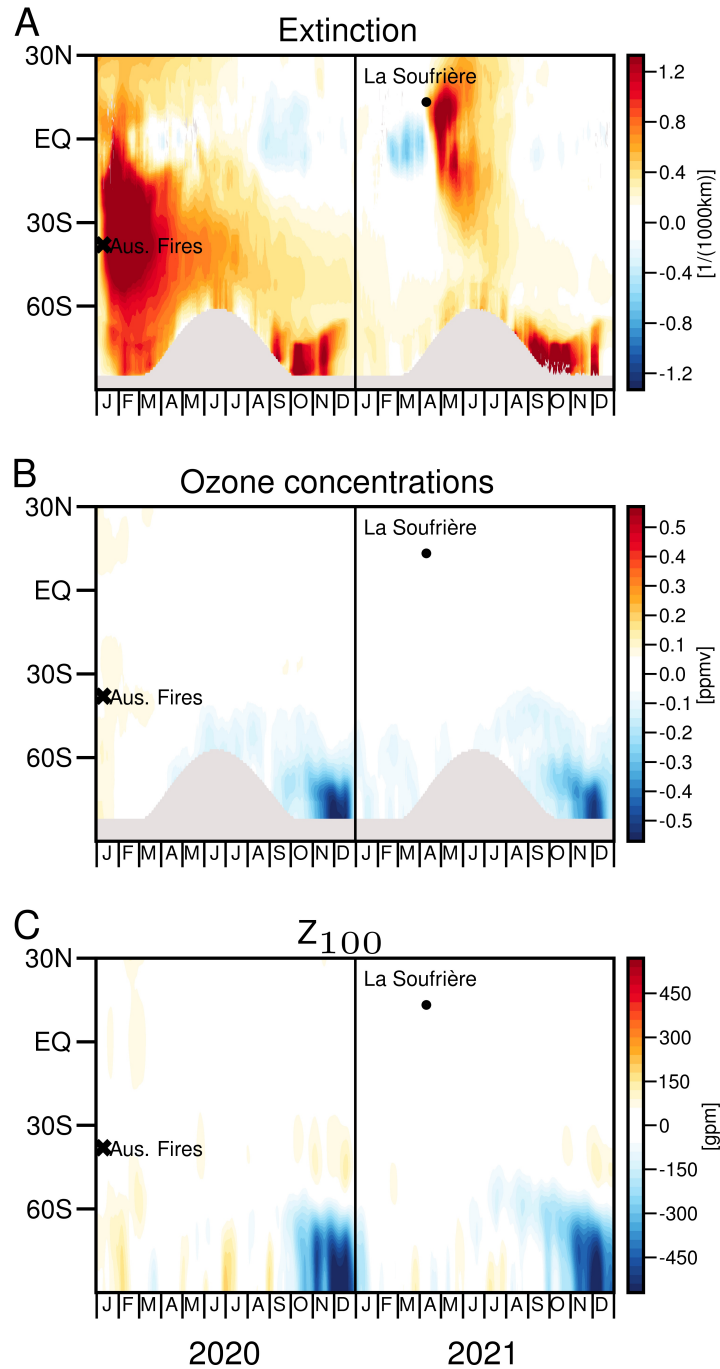 A
Extinction
30N
EQ
30S
60S
La Soufrière
Aus. Fires
1.2
0.8
0.4
0.0
-0.4
-0.8
-1.2
[1/(1000km)]
J F M A M J J A S O N D J F M A M J J A S O N D
B
Ozone concentrations
30N
EQ
30S
60S
La Soufrière
Aus. Fires
0.5
0.4
0.3
0.2
0.1
0.0
-0.1
-0.2
-0.3
-0.4
-0.5
[ppmv]
J F M A M J J A S O N D J F M A M J J A S O N D
C
Z100
30N
EQ
30S
60S
La Soufrière
Aus. Fires
450
300
150
0
-150
-300
-450
[gpm]
J F M A M J J A S O N D J F M A M J J A S O N D
2020 2021